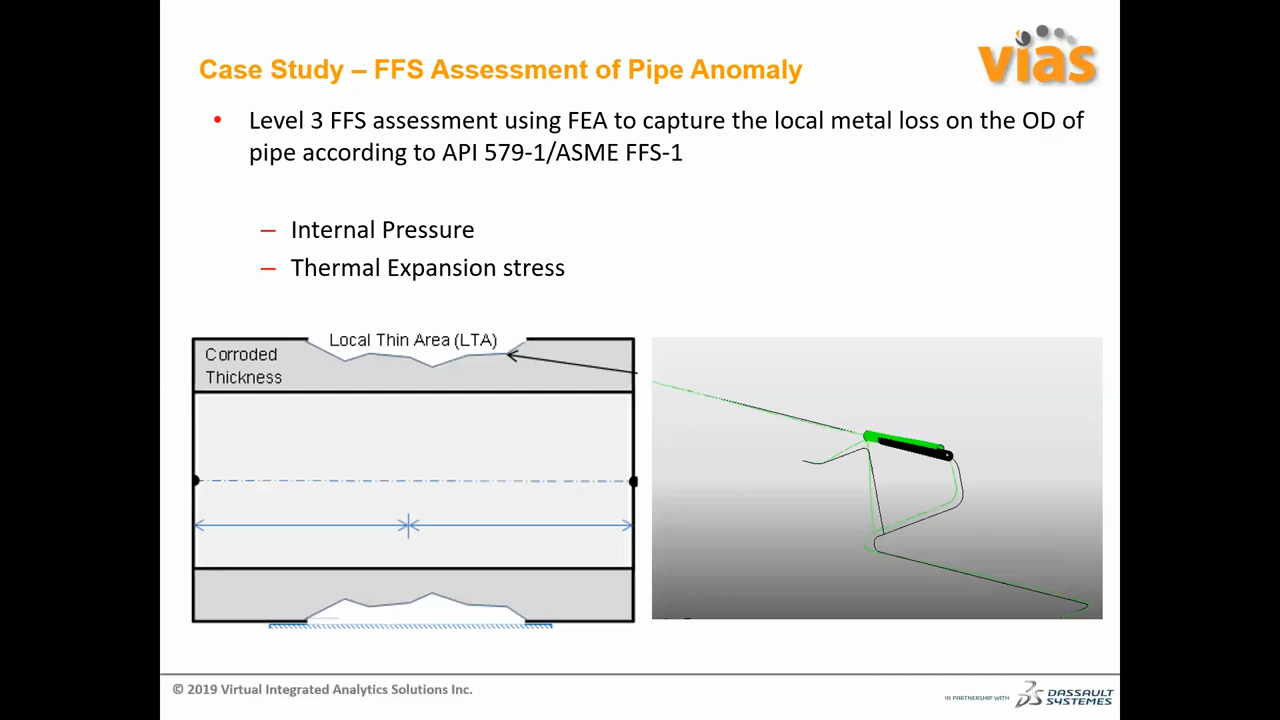 vias
Case Study – FFS Assessment of Pipe Anomaly
• Level 3 FFS assessment using FEA to capture the local metal loss on the OD of
pipe according to API 579-1/ASME FFS-1
– Internal Pressure
– Thermal Expansion stress
Local Thin Area (LTA)
Corroded
Thickness
© 2019 Virtual Integrated Analytics Solutions Inc.
IN PARTNERSHIP WITH
DASSAULT
SYSTEMES